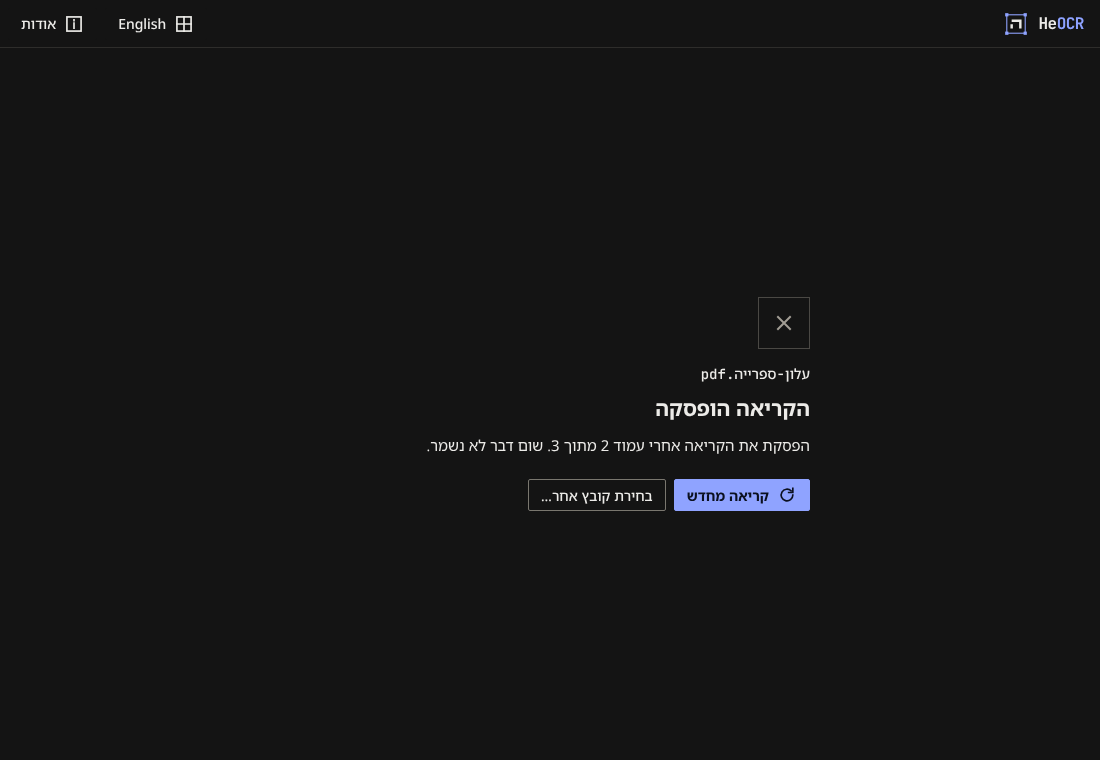 HeOCR
English
אודות
עלון-ספרייה.pdf
הקריאה הופסקה
הפסקת את הקריאה אחרי עמוד 2 מתוך 3. שום דבר לא נשמר.
קריאה מחדש
בחירת קובץ אחר...